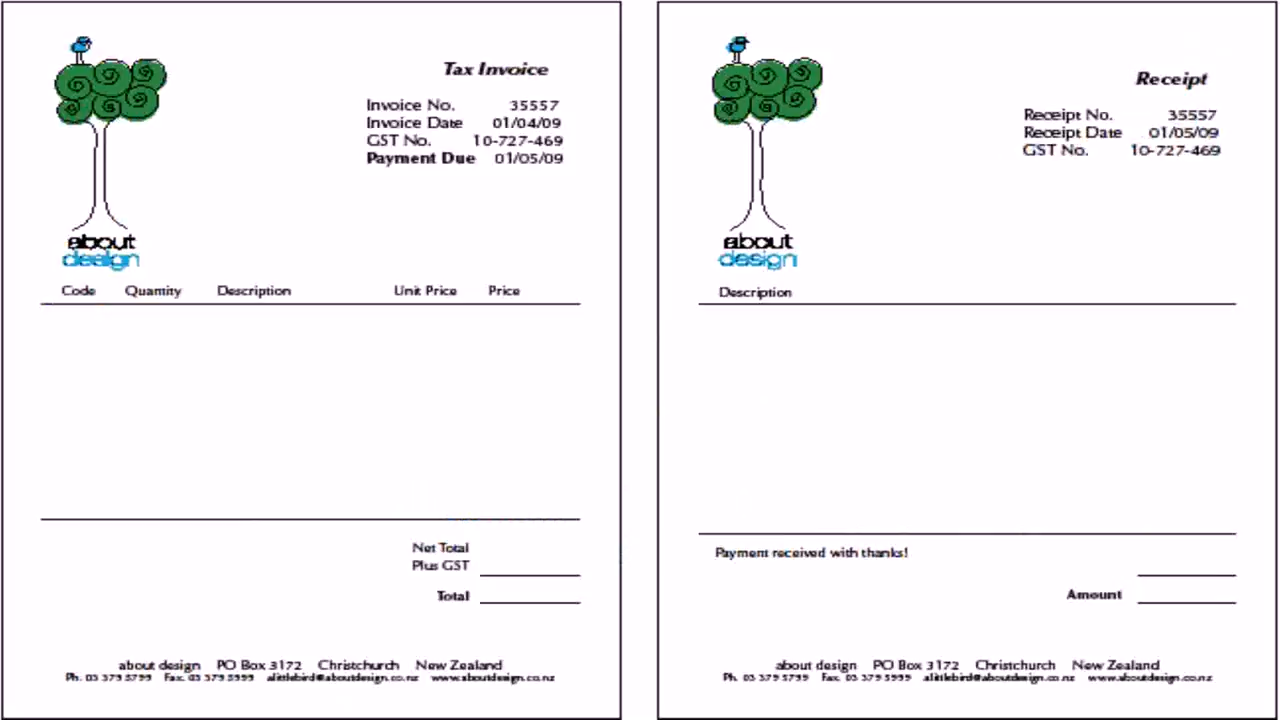 Tax Invoice
Invoice No. 35557
Invoice Date 01/04/09
GST No. 10-727-469
Payment Due 01/05/09
about
design
Code Quantity Description Unit Price Price
Net Total
Plus GST
Total
about design PO Box 3172 Christchurch New Zealand
Ph. 03 379 5799 Fax. 03 379 5999 alittlebird@aboutdesign.co.nz www.aboutdesign.co.nz
Receipt
Receipt No. 35557
Receipt Date 01/05/09
GST No. 10-727-469
about
design
Description
Payment received with thanks!
Amount
about design PO Box 3172 Christchurch New Zealand
Ph. 03 379 5799 Fax. 03 379 5999 alittlebird@aboutdesign.co.nz www.aboutdesign.co.nz